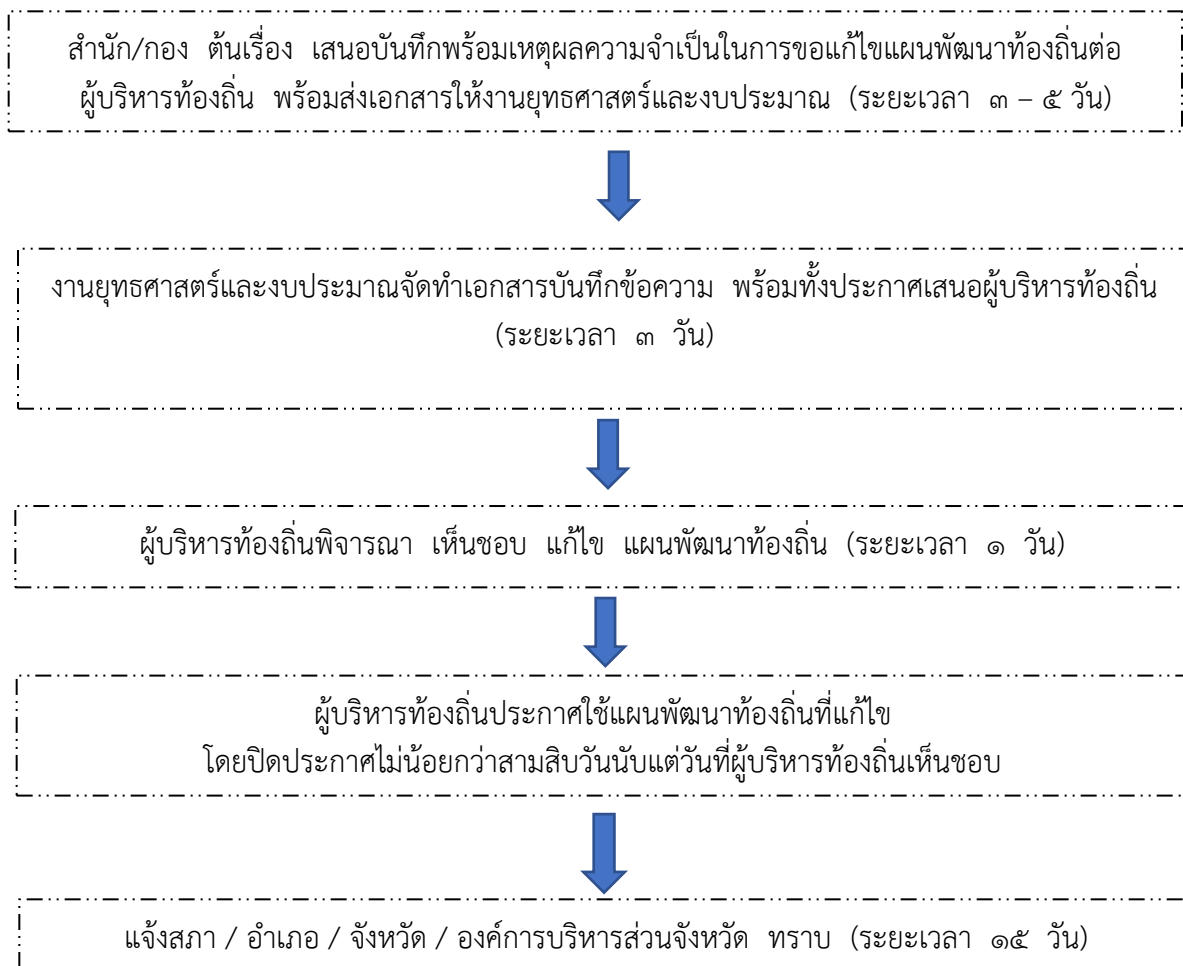 สำนัก/กอง ต้นเรื่อง เสนอบันทึกพร้อมเหตุผลความจำเป็นในการขอแก้ไขแผนพัฒนาท้องถิ่นต่อ
ผู้บริหารท้องถิ่น พร้อมส่งเอกสารให้งานยุทธศาสตร์และงบประมาณ (ระยะเวลา ๓ – ๕ วัน)
งานยุทธศาสตร์และงบประมาณจัดทำเอกสารบันทึกข้อความ พร้อมทั้งประกาศเสนอผู้บริหารท้องถิ่น
(ระยะเวลา ๓ วัน)
ผู้บริหารท้องถิ่นพิจารณา เห็นชอบ แก้ไข แผนพัฒนาท้องถิ่น (ระยะเวลา ๑ วัน)
ผู้บริหารท้องถิ่นประกาศใช้แผนพัฒนาท้องถิ่นที่แก้ไข
โดยปิดประกาศไม่น้อยกว่าสามสิบวันนับแต่วันที่ผู้บริหารท้องถิ่นเห็นชอบ
แจ้งสภา / อำเภอ / จังหวัด / องค์การบริหารส่วนจังหวัด ทราบ (ระยะเวลา ๑๕ วัน)